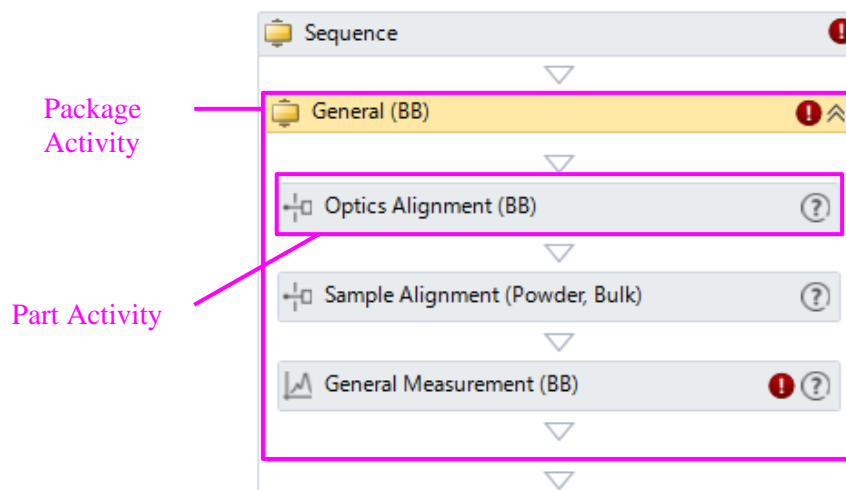 Sequence
Package
Activity
General (BB)
Optics Alignment (BB)
Part Activity
Sample Alignment (Powder, Bulk)
General Measurement (BB)